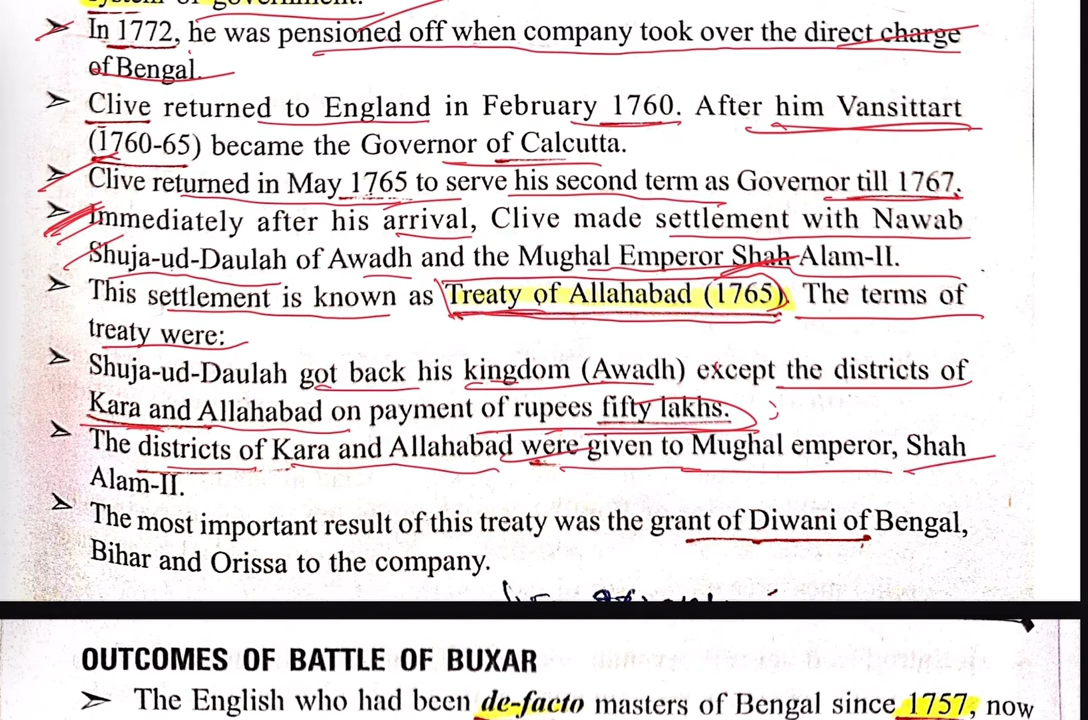 system of government.
➢ In 1772, he was pensioned off when company took over the direct charge
of Bengal.
➢ Clive returned to England in February 1760. After him Vansittart
(1760-65) became the Governor of Calcutta.
➢ Clive returned in May 1765 to serve his second term as Governor till 1767.
➢ Immediately after his arrival, Clive made settlement with Nawab
Shuja-ud-Daulah of Awadh and the Mughal Emperor Shah Alam-II.
➢ This settlement is known as Treaty of Allahabad (1765). The terms of
treaty were:
➢ Shuja-ud-Daulah got back his kingdom (Awadh) except the districts of
Kara and Allahabad on payment of rupees fifty lakhs.
➢ The districts of Kara and Allahabad were given to Mughal emperor, Shah
Alam-II.
➢ The most important result of this treaty was the grant of Diwani of Bengal,
Bihar and Orissa to the company.
OUTCOMES OF BATTLE OF BUXAR
➢ The English who had been de-facto masters of Bengal since 1757, now